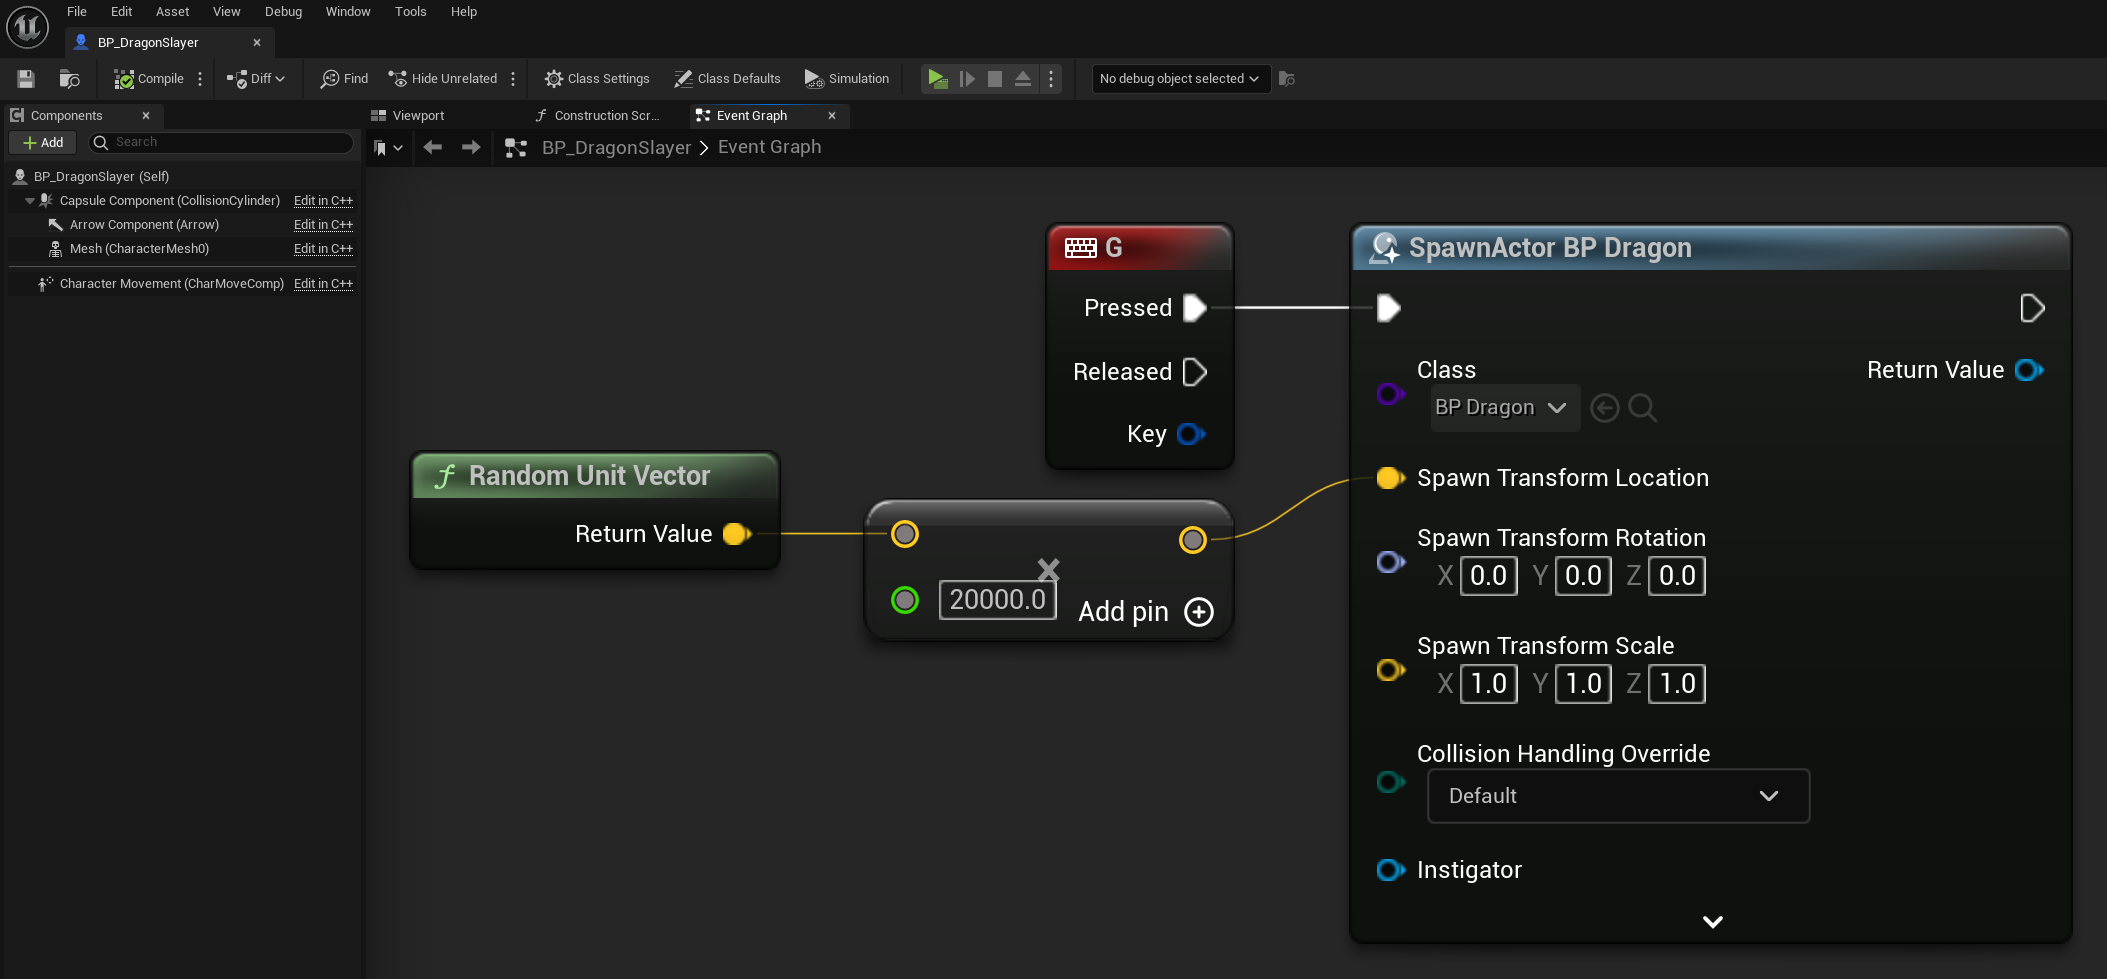 File Edit Asset View Debug Window Tools Help
BP_DragonSlayer
Compile Diff Find Hide Unrelated Class Settings Class Defaults Simulation No debug object selected
Components
Viewport Construction Scr... Event Graph
Add Search
BP_DragonSlayer > Event Graph
BP_DragonSlayer (Self)
Capsule Component (CollisionCylinder) Edit in C++
Arrow Component (Arrow) Edit in C++
Mesh (CharacterMesh0) Edit in C++
Character Movement (CharMoveComp) Edit in C++
G
Pressed
Released
Key
Random Unit Vector
Return Value
20000.0
Add pin
SpawnActor BP Dragon
Class
Return Value
BP Dragon
Spawn Transform Location
Spawn Transform Rotation
X 0.0 Y 0.0 Z 0.0
Spawn Transform Scale
X 1.0 Y 1.0 Z 1.0
Collision Handling Override
Default
Instigator